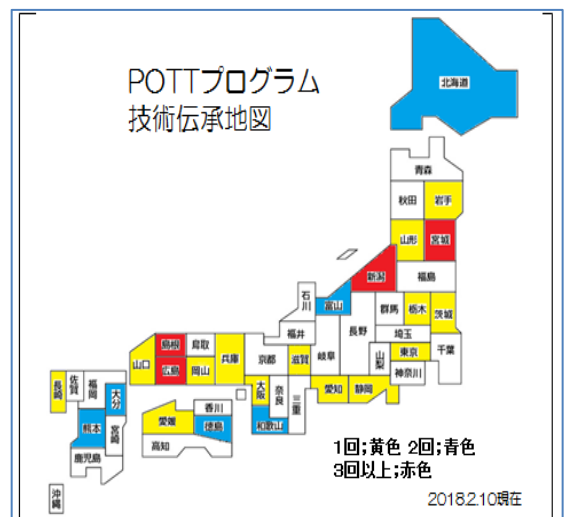 POTTプログラム
技術伝承地図
北海道
青森
秋田
岩手
山形
宮城
新潟
福島
石川
富山
群馬
栃木
茨城
福井
長野
埼玉
島根
鳥取
兵庫
京都
滋賀
岐阜
山梨
東京
千葉
山口
広島
岡山
神奈川
長崎
佐賀
福岡
大分
大阪
奈良
三重
愛知
静岡
愛媛
香川
徳島
和歌山
熊本
宮崎
高知
鹿児島
沖縄
1回;黄色 2回;青色
3回以上;赤色
2018.2.10現在